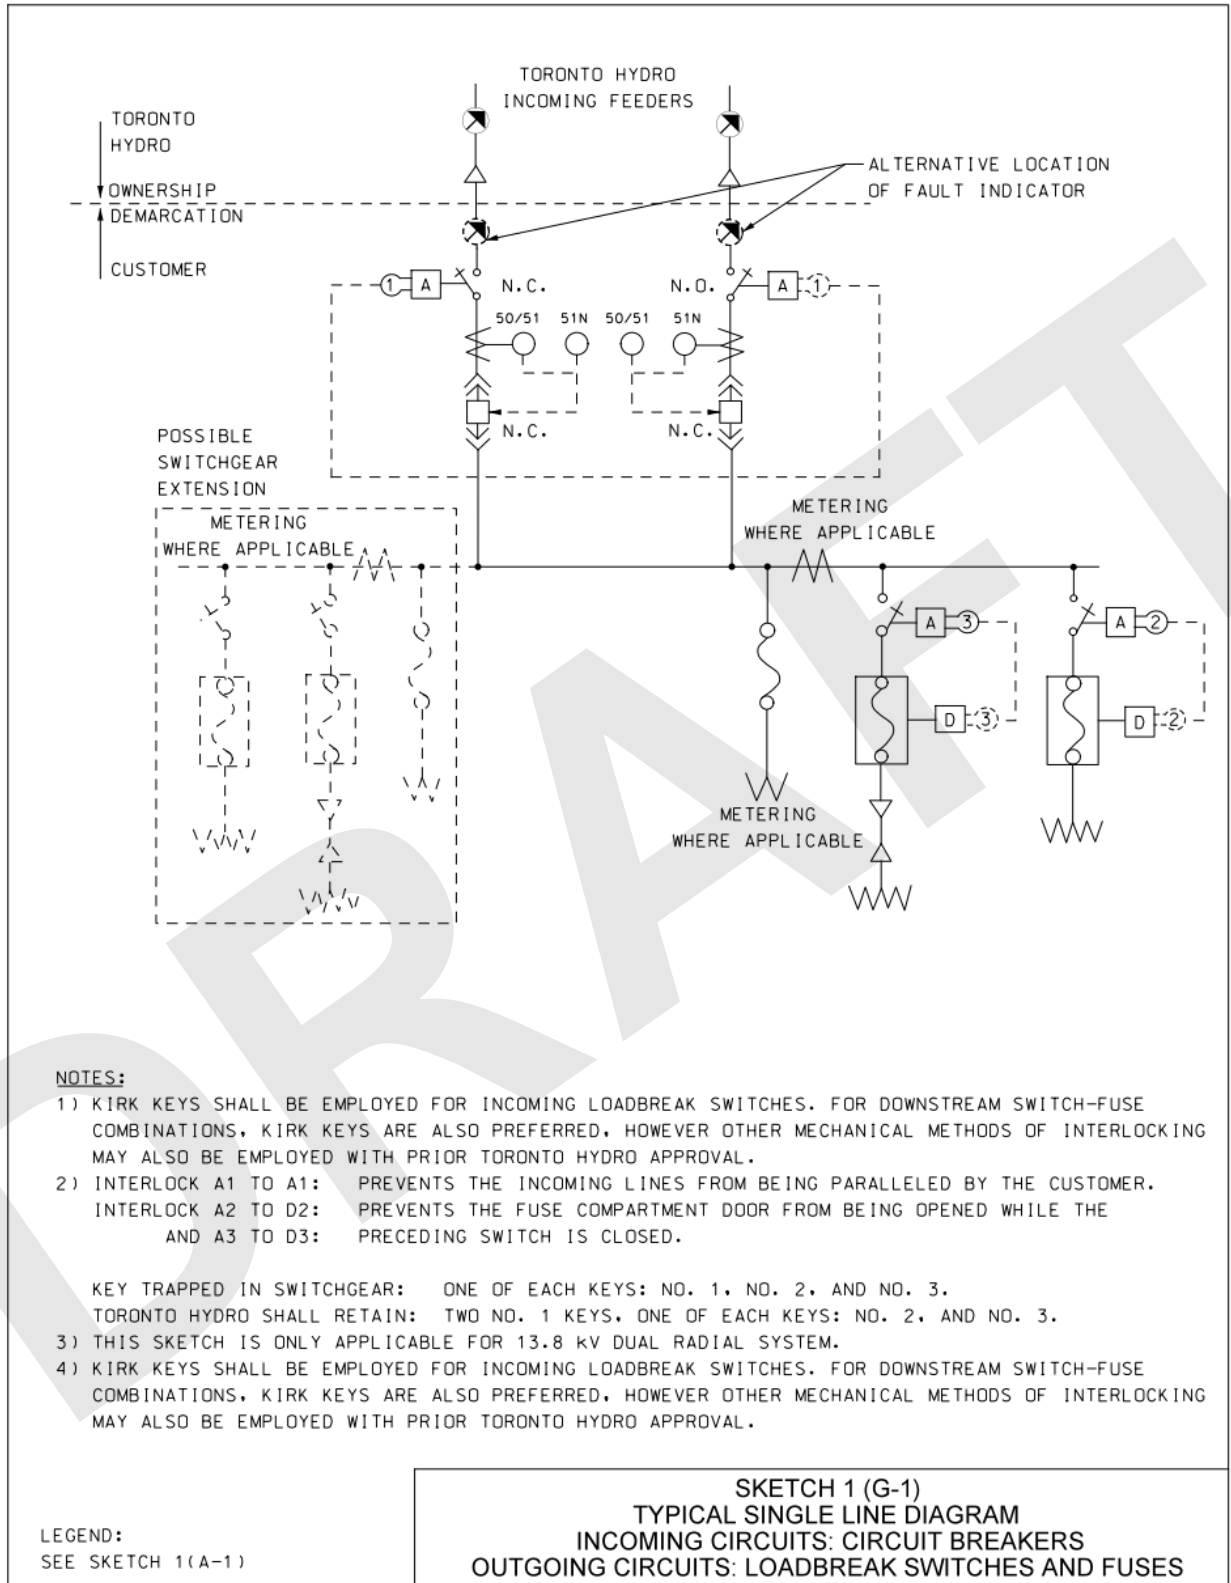 TORONTO HYDRO
INCOMING FEEDERS
TORONTO
HYDRO
OWNERSHIP
DEMARCATION
CUSTOMER
ALTERNATIVE LOCATION
OF FAULT INDICATOR
1 A N.C. N.O. A 1
50/51 51N 50/51 51N
N.C. N.C.
POSSIBLE
SWITCHGEAR
EXTENSION
METERING
WHERE APPLICABLE
METERING
WHERE APPLICABLE
A 3 A 2
D 3 D 2
METERING
WHERE APPLICABLE
DRAFT
NOTES:
1) KIRK KEYS SHALL BE EMPLOYED FOR INCOMING LOADBREAK SWITCHES. FOR DOWNSTREAM SWITCH-FUSE
COMBINATIONS, KIRK KEYS ARE ALSO PREFERRED, HOWEVER OTHER MECHANICAL METHODS OF INTERLOCKING
MAY ALSO BE EMPLOYED WITH PRIOR TORONTO HYDRO APPROVAL.
2) INTERLOCK A1 TO A1: PREVENTS THE INCOMING LINES FROM BEING PARALLELED BY THE CUSTOMER.
INTERLOCK A2 TO D2: PREVENTS THE FUSE COMPARTMENT DOOR FROM BEING OPENED WHILE THE
AND A3 TO D3: PRECEDING SWITCH IS CLOSED.
KEY TRAPPED IN SWITCHGEAR: ONE OF EACH KEYS: NO. 1, NO. 2, AND NO. 3.
TORONTO HYDRO SHALL RETAIN: TWO NO. 1 KEYS, ONE OF EACH KEYS: NO. 2, AND NO. 3.
3) THIS SKETCH IS ONLY APPLICABLE FOR 13.8 kV DUAL RADIAL SYSTEM.
4) KIRK KEYS SHALL BE EMPLOYED FOR INCOMING LOADBREAK SWITCHES. FOR DOWNSTREAM SWITCH-FUSE
COMBINATIONS, KIRK KEYS ARE ALSO PREFERRED, HOWEVER OTHER MECHANICAL METHODS OF INTERLOCKING
MAY ALSO BE EMPLOYED WITH PRIOR TORONTO HYDRO APPROVAL.
LEGEND:
SEE SKETCH 1(A-1)
SKETCH 1 (G-1)
TYPICAL SINGLE LINE DIAGRAM
INCOMING CIRCUITS: CIRCUIT BREAKERS
OUTGOING CIRCUITS: LOADBREAK SWITCHES AND FUSES